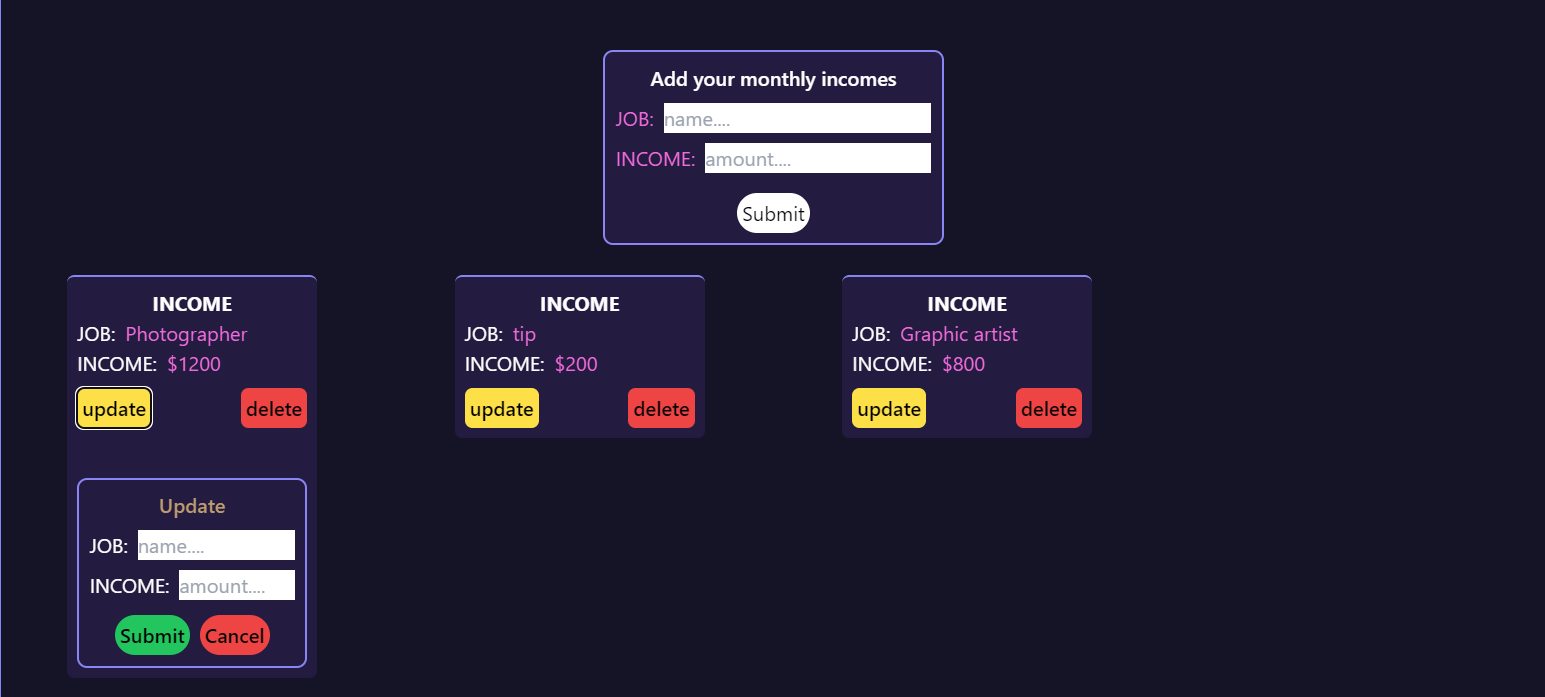 Add your monthly incomes
JOB: name....
INCOME: amount....
Submit
INCOME
JOB: Photographer
INCOME: $1200
update delete
Update
JOB: name....
INCOME: amount....
Submit Cancel
INCOME
JOB: tip
INCOME: $200
update delete
INCOME
JOB: Graphic artist
INCOME: $800
update delete